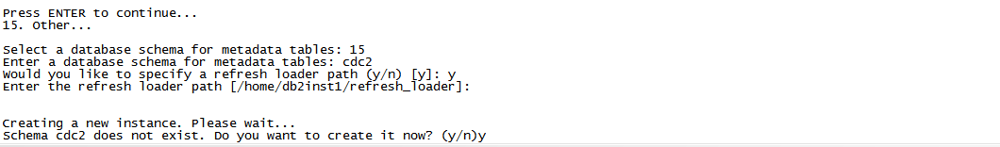 Press ENTER to continue...
15. Other...
Select a database schema for metadata tables: 15
Enter a database schema for metadata tables: cdc2
Would you like to specify a refresh loader path (y/n) [y]: y
Enter the refresh loader path [/home/db2inst1/refresh_loader]:
Creating a new instance. Please wait...
Schema cdc2 does not exist. Do you want to create it now? (y/n)y